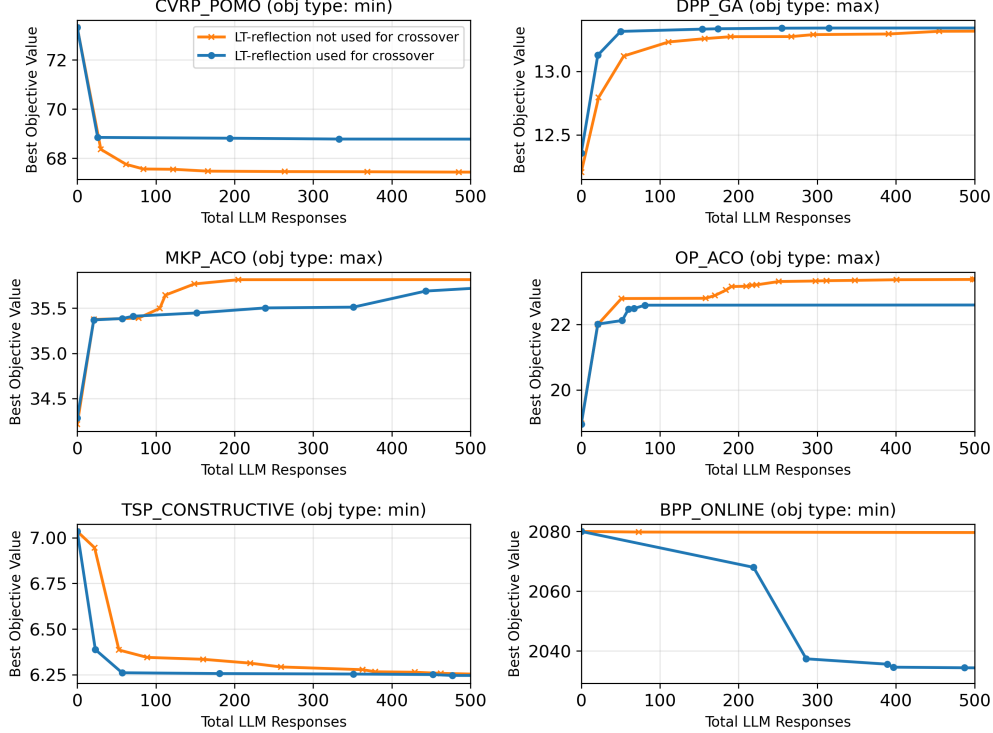 CVRP_POMO (obj type: min)
Best Objective Value
72
70
68
LT-reflection not used for crossover
LT-reflection used for crossover
0 100 200 300 400 500
Total LLM Responses
DPP_GA (obj type: max)
Best Objective Value
13.0
12.5
0 100 200 300 400 500
Total LLM Responses
MKP_ACO (obj type: max)
Best Objective Value
35.5
35.0
34.5
0 100 200 300 400 500
Total LLM Responses
OP_ACO (obj type: max)
Best Objective Value
22
20
0 100 200 300 400 500
Total LLM Responses
TSP_CONSTRUCTIVE (obj type: min)
Best Objective Value
7.00
6.75
6.50
6.25
0 100 200 300 400 500
Total LLM Responses
BPP_ONLINE (obj type: min)
Best Objective Value
2080
2060
2040
0 100 200 300 400 500
Total LLM Responses